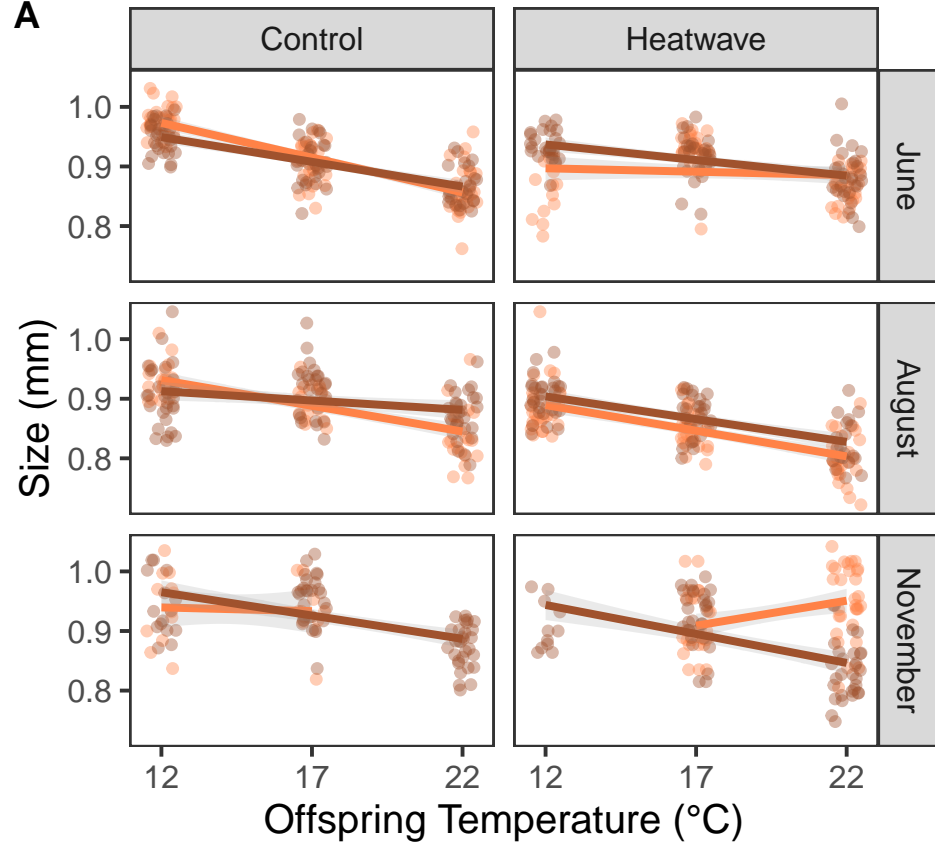 A
Control
Heatwave
1.0
0.9
0.8
June
1.0
0.9
0.8
August
1.0
0.9
0.8
November
Size (mm)
12
17
22
12
17
22
Offspring Temperature (°C)